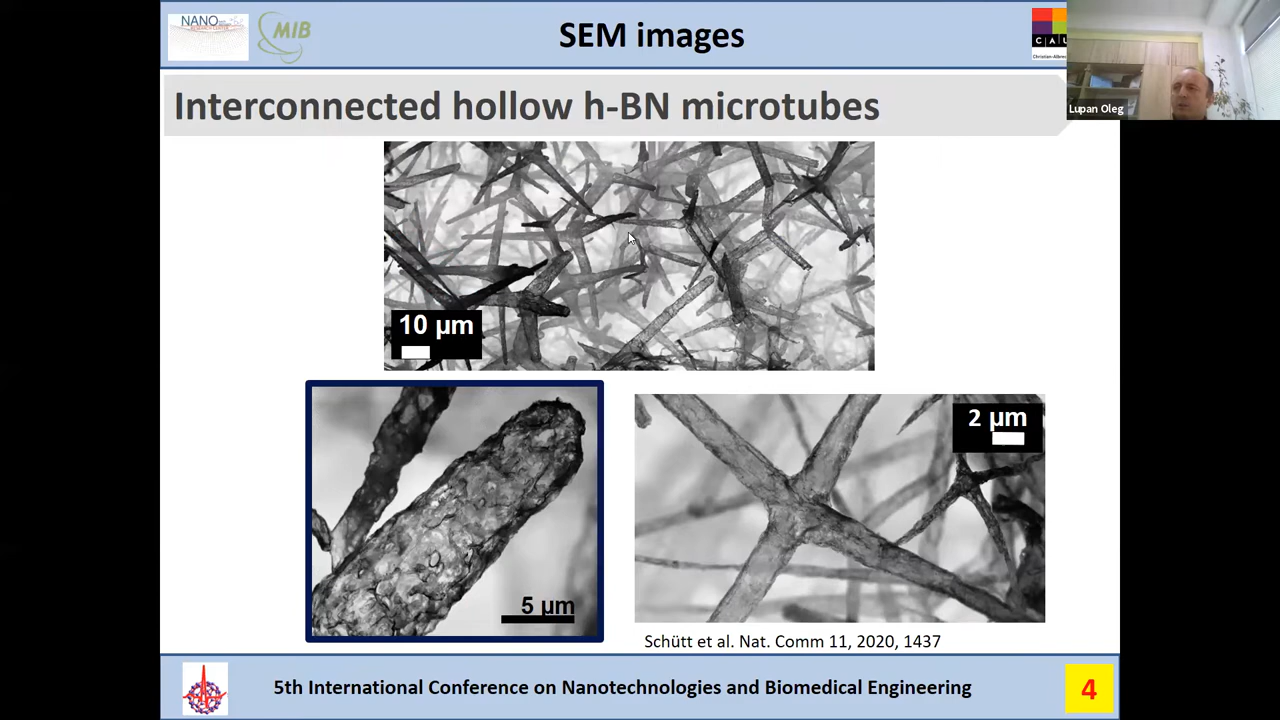 NANO
MIB
SEM images
CAU
Lupan Oleg
Interconnected hollow h-BN microtubes
10 µm
2 µm
5 µm
Schütt et al. Nat. Comm 11, 2020, 1437
5th International Conference on Nanotechnologies and Biomedical Engineering
4